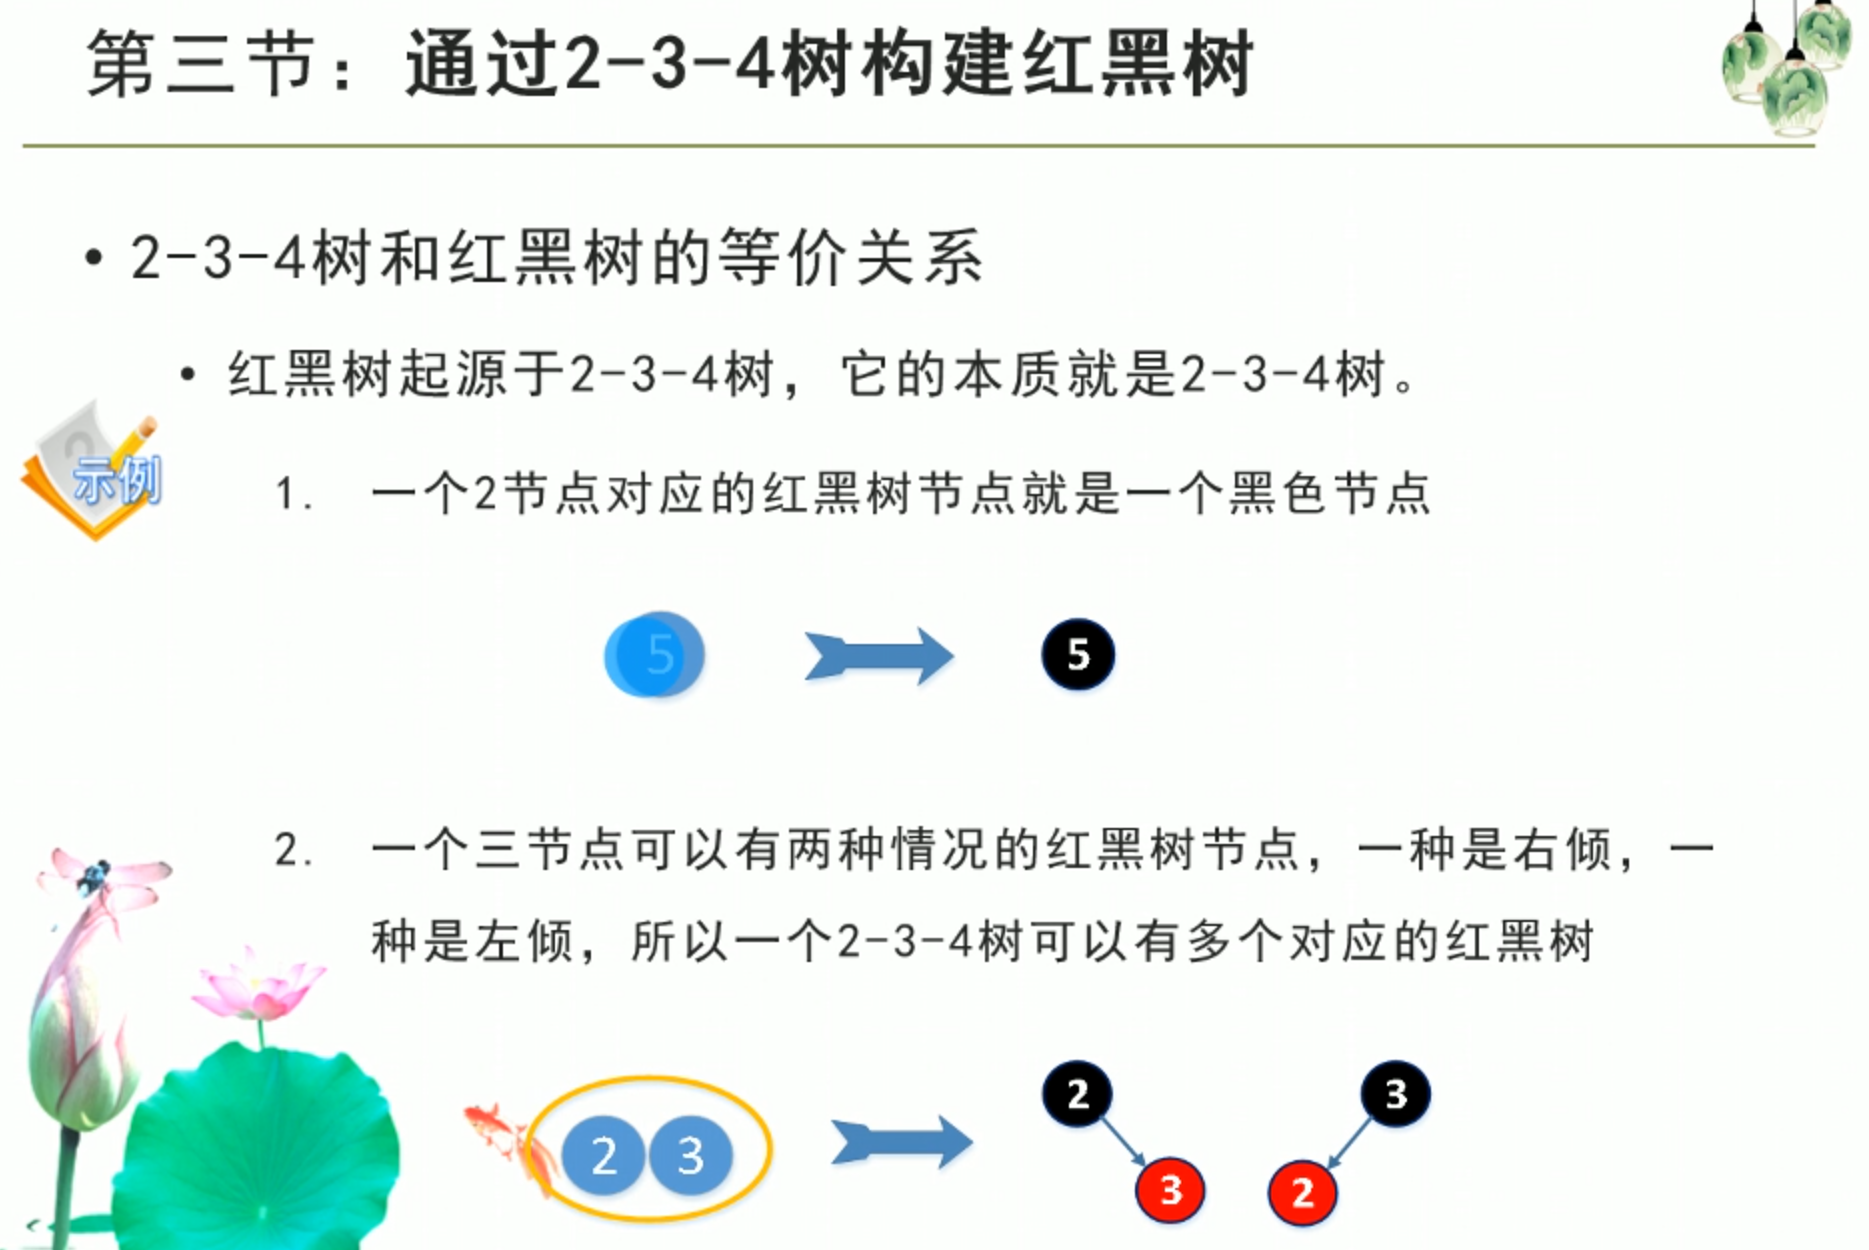 第三节：通过2-3-4树构建红黑树
• 2-3-4树和红黑树的等价关系
• 红黑树起源于2-3-4树，它的本质就是2-3-4树。
示例
1. 一个2节点对应的红黑树节点就是一个黑色节点
5 5
2. 一个三节点可以有两种情况的红黑树节点，一种是右倾，一
种是左倾，所以一个2-3-4树可以有多个对应的红黑树
2 3
2 3
3 2